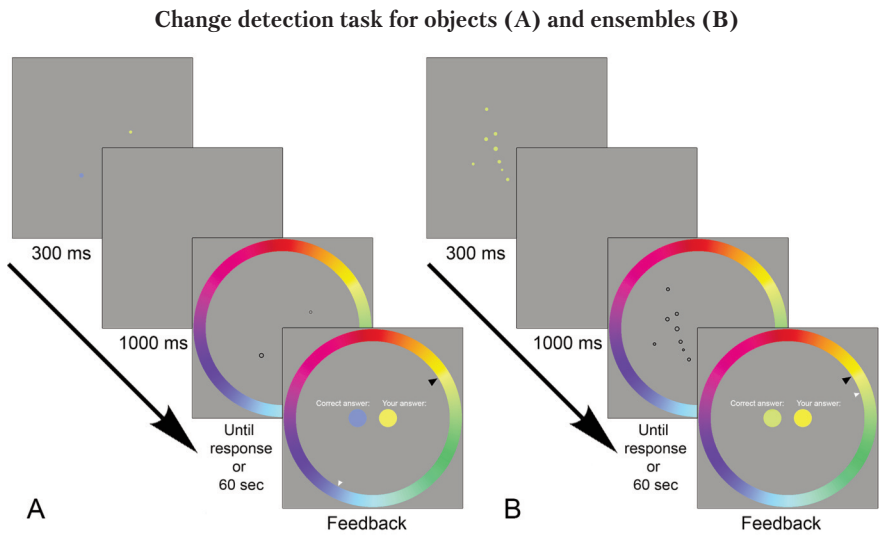 Change detection task for objects (A) and ensembles (B)
300 ms
1000 ms
Until
response
or
60 sec
Correct answer: Your answer:
Feedback
A
300 ms
1000 ms
Until
response
or
60 sec
Correct answer: Your answer:
Feedback
B